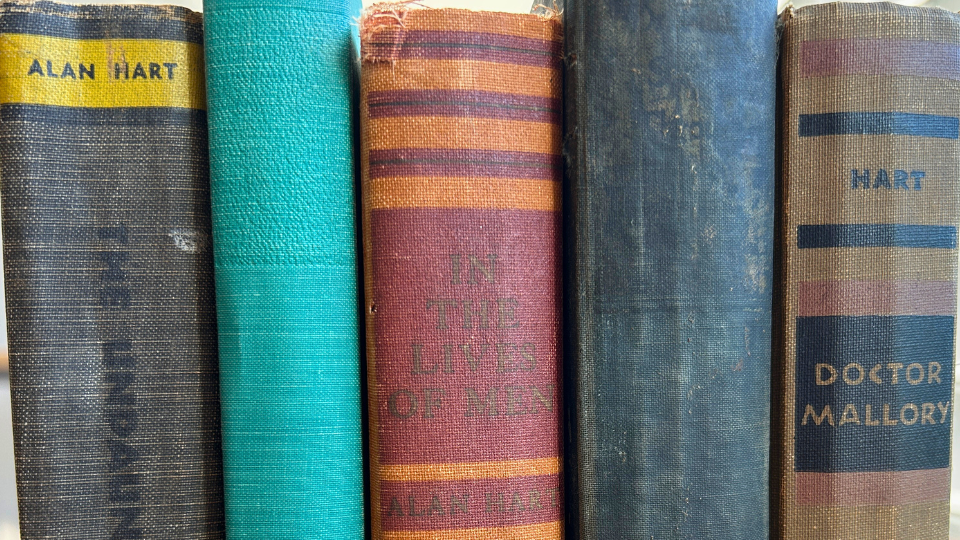 ALAN HART
THE UNDAUN
IN
THE
LIVES
OF MEN
ALAN HART
HART
DOCTOR
MALLORY